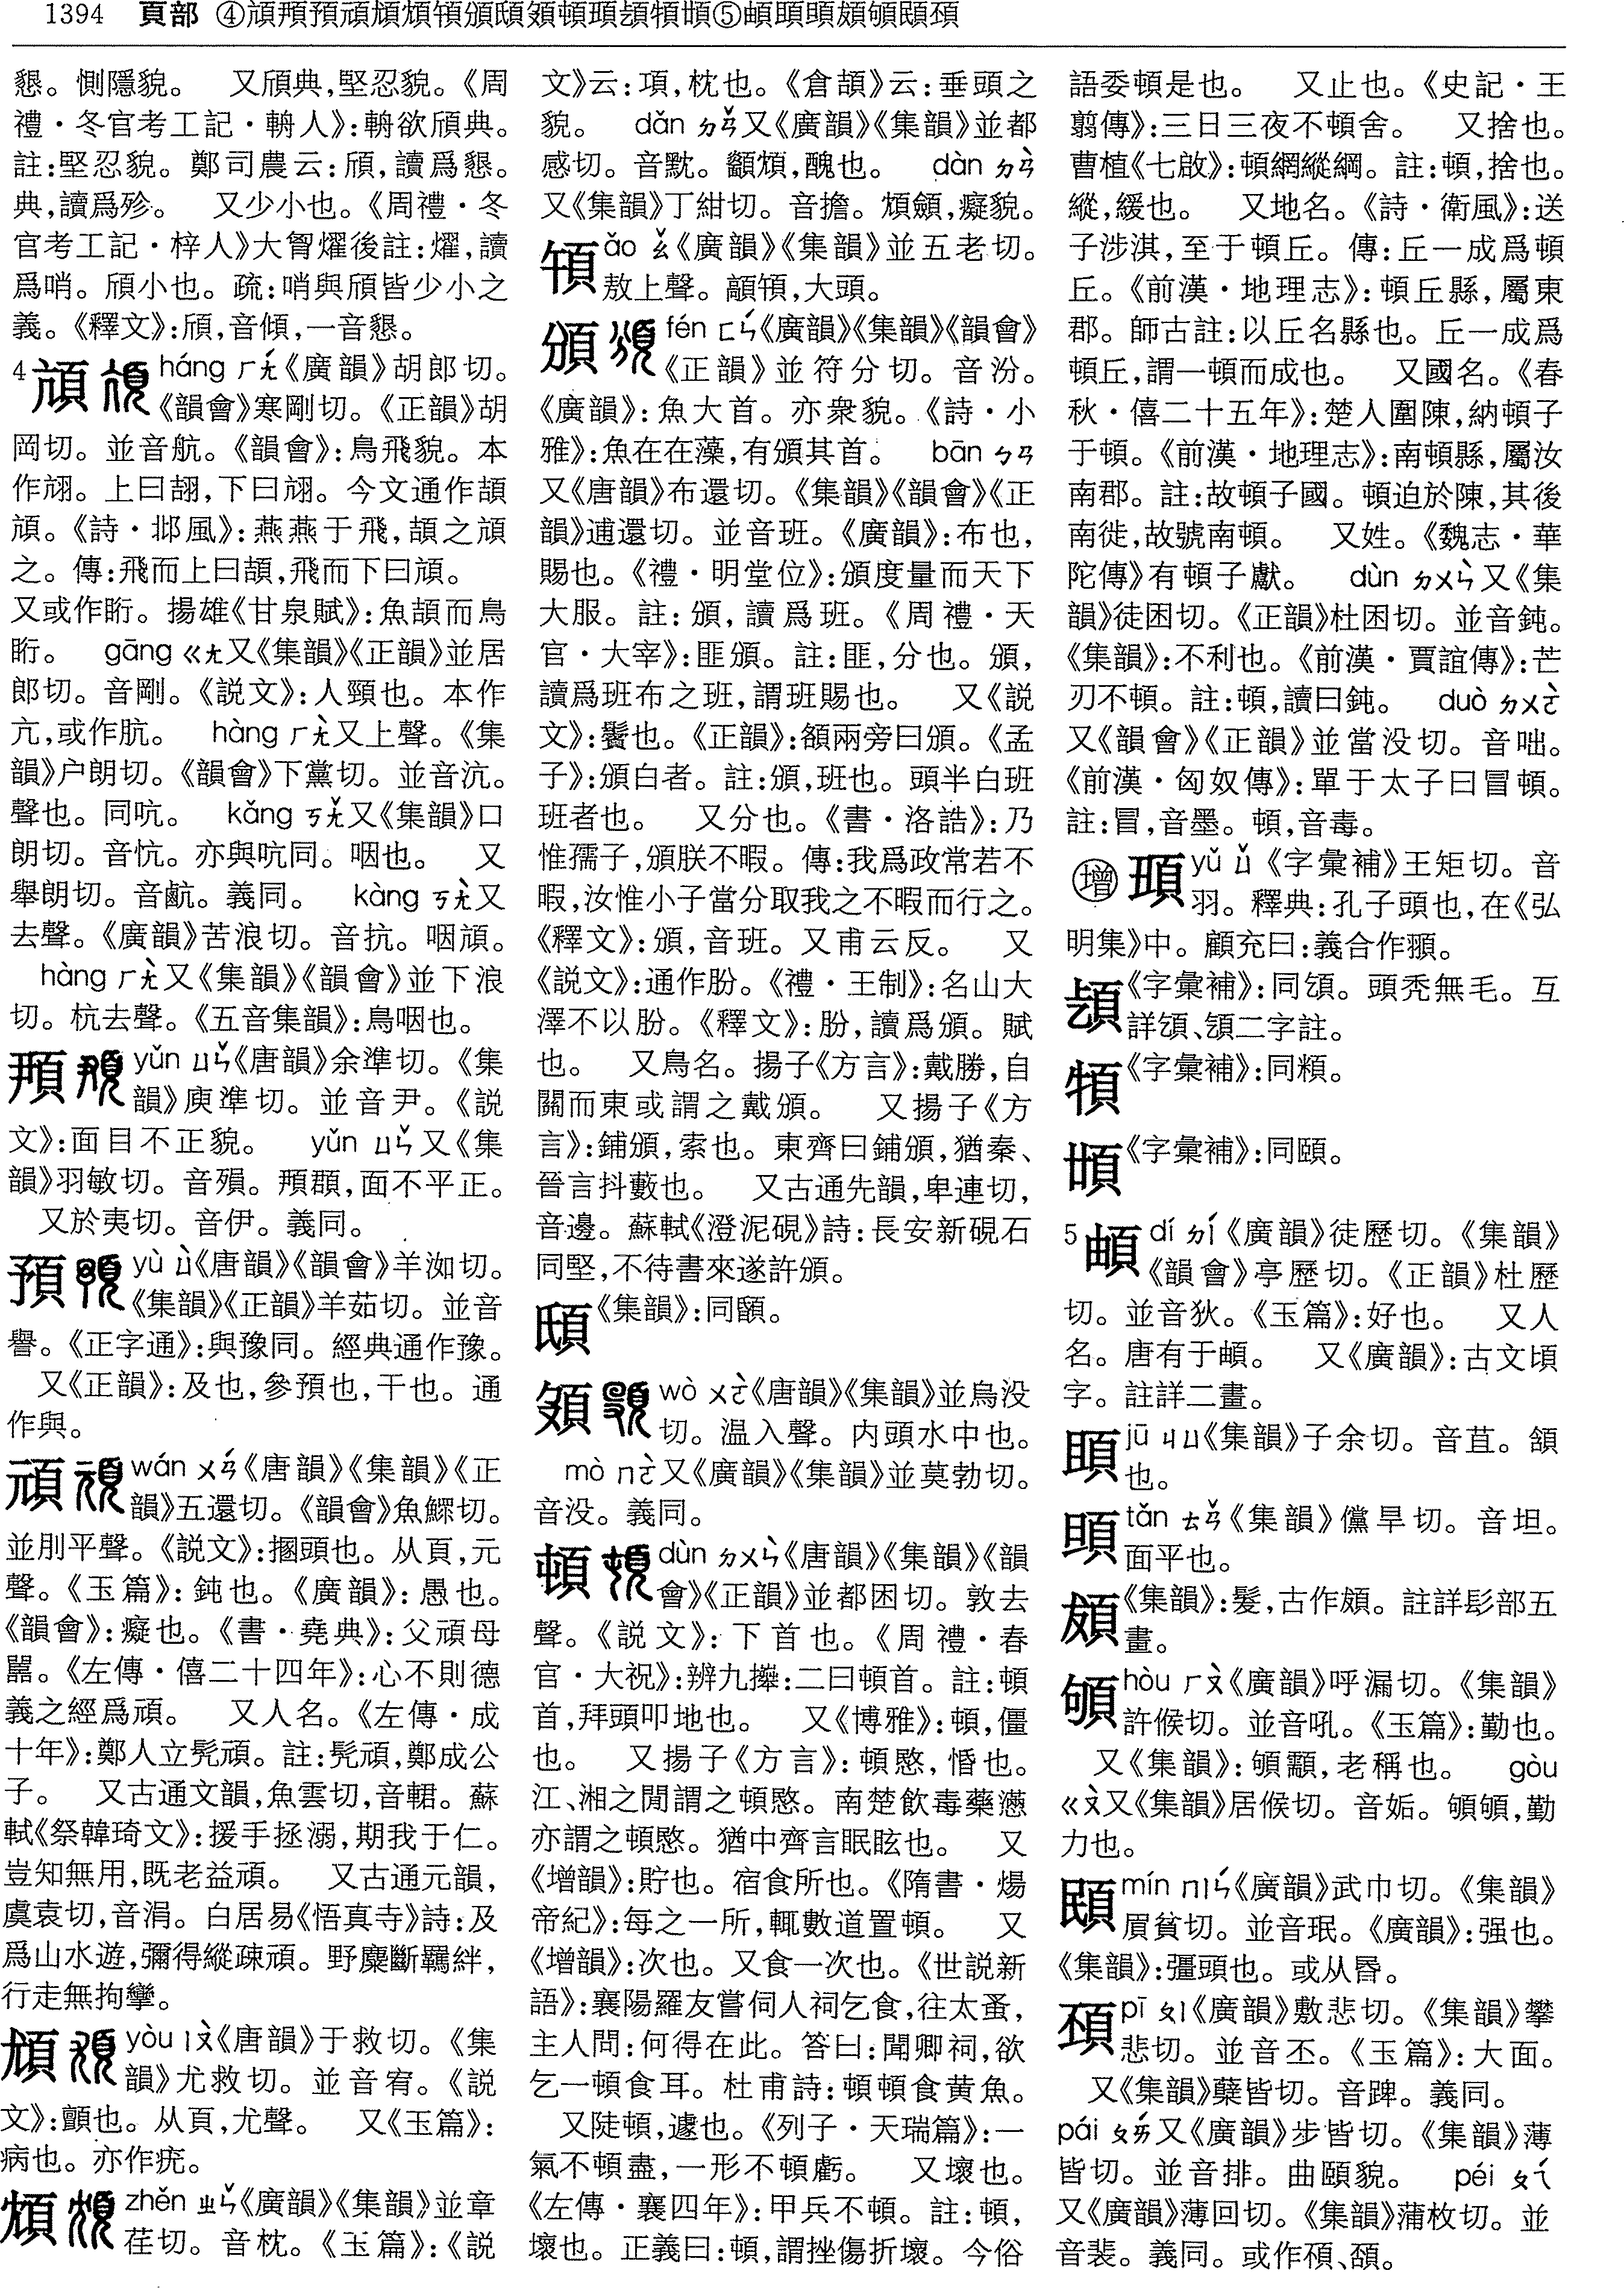 1394 頁部 ④頏預頑頒頓⑤
懇。惻隱貌。 又頎典,堅忍貌。《周
禮·冬官考工記·輈人》:輈欲頎典。
註:堅忍貌。鄭司農云:頎,讀爲懇。
典,讀爲殄。 又少小也。《周禮·冬
官考工記·梓人》大胷燿後註:燿,讀
爲哨。頎小也。疏:哨與頎皆少小之
義。《釋文》:頎,音傾,一音懇。
4 頏 háng ㄏㄤˊ《廣韻》胡郎切。
《韻會》寒剛切。《正韻》胡
岡切。並音航。《韻會》:鳥飛貌。本
作翃。上曰翓,下曰翃。今文通作頡
頏。《詩·邶風》:燕燕于飛,頡之頏
之。傳:飛而上曰頡,飛而下曰頏。
又或作䀪。揚雄《甘泉賦》:魚頡而鳥
䀪。 gāng ㄍㄤ又《集韻》《正韻》並居
郎切。音剛。《説文》:人頸也。本作
亢,或作肮。 hàng ㄏㄤˋ又上聲。《集
韻》户朗切。《韻會》下黨切。並音沆。
聲也。同吭。 kǎng ㄎㄤˇ又《集韻》口
朗切。音忼。亦與吭同。咽也。 又
舉朗切。音䴚。義同。 kàng ㄎㄤˋ又
去聲。《廣韻》苦浪切。音抗。咽頏。
hàng ㄏㄤˋ又《集韻》《韻會》並下浪
切。杭去聲。《五音集韻》:鳥咽也。
䪳 yǔn ㄩㄣˇ《唐韻》余準切。《集
韻》庾準切。並音尹。《説
文》:面目不正貌。 yǔn ㄩㄣˇ又《集
韻》羽敏切。音殞。䪳頵,面不平正。
又於夷切。音伊。義同。
預 yù ㄩˋ《唐韻》《韻會》羊洳切。
《集韻》《正韻》羊茹切。並音
譽。《正字通》:與豫同。經典通作豫。
又《正韻》:及也,參預也,干也。通
作與。
頑 wán ㄨㄢˊ《唐韻》《集韻》《正
韻》五還切。《韻會》魚鰥切。
並刖平聲。《説文》:㮯頭也。从頁,元
聲。《玉篇》:鈍也。《廣韻》:愚也。
《韻會》:癡也。《書·堯典》:父頑母
嚚。《左傳·僖二十四年》:心不則德
義之經爲頑。 又人名。《左傳·成
十年》:鄭人立髡頑。註:髡頑,鄭成公
子。 又古通文韻,魚雲切,音輑。蘇
軾《祭韓琦文》:援手拯溺,期我于仁。
豈知無用,既老益頑。 又古通元韻,
虞袁切,音涓。白居易《悟真寺》詩:及
爲山水遊,彌得縱疎頑。野麋斷羈絆,
行走無拘攣。
頄 yòu ㄧㄡˋ《唐韻》于救切。《集
韻》尤救切。並音宥。《説
文》:顫也。从頁,尤聲。 又《玉篇》:
病也。亦作疣。
䪴 zhěn ㄓㄣˇ《廣韻》《集韻》並章
荏切。音枕。《玉篇》:《説
文》云:項,枕也。《倉頡》云:垂頭之
貌。 dǎn ㄉㄢˇ又《廣韻》《集韻》並都
感切。音黕。顲䪴,醜也。 dàn ㄉㄢˋ
又《集韻》丁紺切。音擔。䪴顩,癡貌。
䫨 ǎo ㄠˇ《廣韻》《集韻》並五老切。
敖上聲。顤䫨,大頭。
頒 fén ㄈㄣˊ《廣韻》《集韻》《韻會》
《正韻》並符分切。音汾。
《廣韻》:魚大首。亦衆貌。《詩·小
雅》:魚在在藻,有頒其首。 bān ㄅㄢ
又《唐韻》布還切。《集韻》《韻會》《正
韻》逋還切。並音班。《廣韻》:布也,
賜也。《禮·明堂位》:頒度量而天下
大服。註:頒,讀爲班。《周禮·天
官·大宰》:匪頒。註:匪,分也。頒,
讀爲班布之班,謂班賜也。 又《説
文》:鬢也。《正韻》:額兩旁曰頒。《孟
子》:頒白者。註:頒,班也。頭半白班
班者也。 又分也。《書·洛誥》:乃
惟孺子,頒朕不暇。傳:我爲政常若不
暇,汝惟小子當分取我之不暇而行之。
《釋文》:頒,音班。又甫云反。 又
《説文》:通作朌。《禮·王制》:名山大
澤不以朌。《釋文》:朌,讀爲頒。賦
也。 又鳥名。揚子《方言》:戴勝,自
關而東或謂之戴頒。 又揚子《方
言》:鋪頒,索也。東齊曰鋪頒,猶秦、
晉言抖藪也。 又古通先韻,卑連切,
音邊。蘇軾《澄泥硯》詩:長安新硯石
同堅,不待書來遂許頒。
《集韻》:同頤。
頞 wò ㄨㄛˋ《唐韻》《集韻》並烏没
切。温入聲。内頭水中也。
mò ㄇㄛˋ又《廣韻》《集韻》並莫勃切。
音没。義同。
頓 dùn ㄉㄨㄣˋ《唐韻》《集韻》《韻
會》《正韻》並都困切。敦去
聲。《説文》:下首也。《周禮·春
官·大祝》:辨九𢷎:二曰頓首。註:頓
首,拜頭叩地也。 又《博雅》:頓,僵
也。 又揚子《方言》:頓愍,惛也。
江、湘之閒謂之頓愍。南楚飲毒藥懣
亦謂之頓愍。猶中齊言眠眩也。 又
《增韻》:貯也。宿食所也。《隋書·煬
帝紀》:每之一所,輒數道置頓。 又
《增韻》:次也。又食一次也。《世説新
語》:襄陽羅友嘗伺人祠乞食,往太蚤,
主人問:何得在此。答曰:聞卿祠,欲
乞一頓食耳。杜甫詩:頓頓食黄魚。
又陡頓,遽也。《列子·天瑞篇》:一
氣不頓盡,一形不頓虧。 又壞也。
《左傳·襄四年》:甲兵不頓。註:頓,
壞也。正義曰:頓,謂挫傷折壞。今俗
語委頓是也。 又止也。《史記·王
翦傳》:三日三夜不頓舍。 又捨也。
曹植《七啟》:頓網縱綱。註:頓,捨也。
縱,緩也。 又地名。《詩·衛風》:送
子涉淇,至于頓丘。傳:丘一成爲頓
丘。《前漢·地理志》:頓丘縣,屬東
郡。師古註:以丘名縣也。丘一成爲
頓丘,謂一頓而成也。 又國名。《春
秋·僖二十五年》:楚人圍陳,納頓子
于頓。《前漢·地理志》:南頓縣,屬汝
南郡。註:故頓子國。頓迫於陳,其後
南徙,故號南頓。 又姓。《魏志·華
陀傳》有頓子獻。 dùn ㄉㄨㄣˋ又《集
韻》徒困切。《正韻》杜困切。並音鈍。
《集韻》:不利也。《前漢·賈誼傳》:芒
刃不頓。註:頓,讀曰鈍。 duò ㄉㄨㄛˋ
又《韻會》《正韻》並當没切。音咄。
《前漢·匈奴傳》:單于太子曰冒頓。
註:冒,音墨。頓,音毒。
增 yǔ ㄩˇ《字彙補》王矩切。音
羽。釋典:孔子頭也,在《弘
明集》中。顧充曰:義合作頨。
《字彙補》:同頌。頭秃無毛。互
詳頌、頟二字註。
《字彙補》:同頪。
《字彙補》:同頤。
5 頔 dí ㄉㄧˊ《廣韻》徒歷切。《集韻》
《韻會》亭歷切。《正韻》杜歷
切。並音狄。《玉篇》:好也。 又人
名。唐有于頔。 又《廣韻》:古文頃
字。註詳二畫。
jū ㄐㄩ《集韻》子余切。音苴。頷
也。
tǎn ㄊㄢˇ《集韻》儻旱切。音坦。
面平也。
《集韻》:髮,古作頍。註詳髟部五
畫。
hòu ㄏㄡˋ《廣韻》呼漏切。《集韻》
許候切。並音吼。《玉篇》:勤也。
又《集韻》:䪷顬,老稱也。 gòu
ㄍㄡˋ又《集韻》居候切。音姤。䪷䪷,勤
力也。
mín ㄇㄧㄣˊ《廣韻》武巾切。《集韻》
眉貧切。並音珉。《廣韻》:强也。
《集韻》:彊頭也。或从昬。
pī ㄆㄧ《廣韻》敷悲切。《集韻》攀
悲切。並音丕。《玉篇》:大面。
又《集韻》蘖皆切。音㗗。義同。
pái ㄆㄞˊ又《廣韻》步皆切。《集韻》薄
皆切。並音排。曲頤貌。 péi ㄆㄟˊ
又《廣韻》薄回切。《集韻》蒲枚切。並
音裴。義同。或作